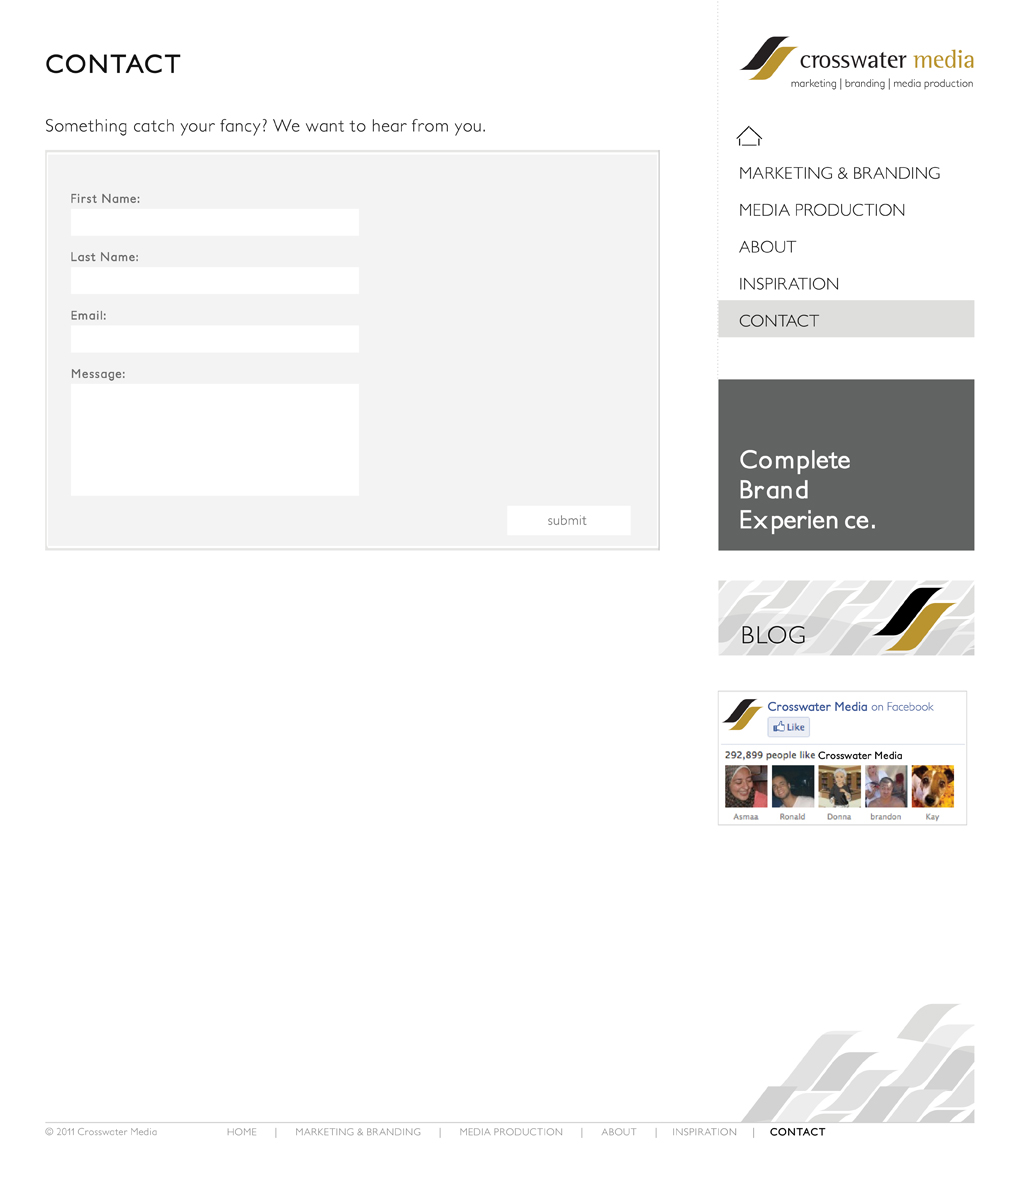 CONTACT
Something catch your fancy? We want to hear from you.
First Name:
Last Name:
Email:
Message:
submit
crosswater media
marketing | branding | media production
MARKETING & BRANDING
MEDIA PRODUCTION
ABOUT
INSPIRATION
CONTACT
Complete
Brand
Experien ce.
BLOG
Crosswater Media on Facebook
Like
292,899 people like Crosswater Media
Asmaa Ronald Donna brandon Kay
© 2011 Crosswater Media HOME | MARKETING & BRANDING | MEDIA PRODUCTION | ABOUT | INSPIRATION | CONTACT